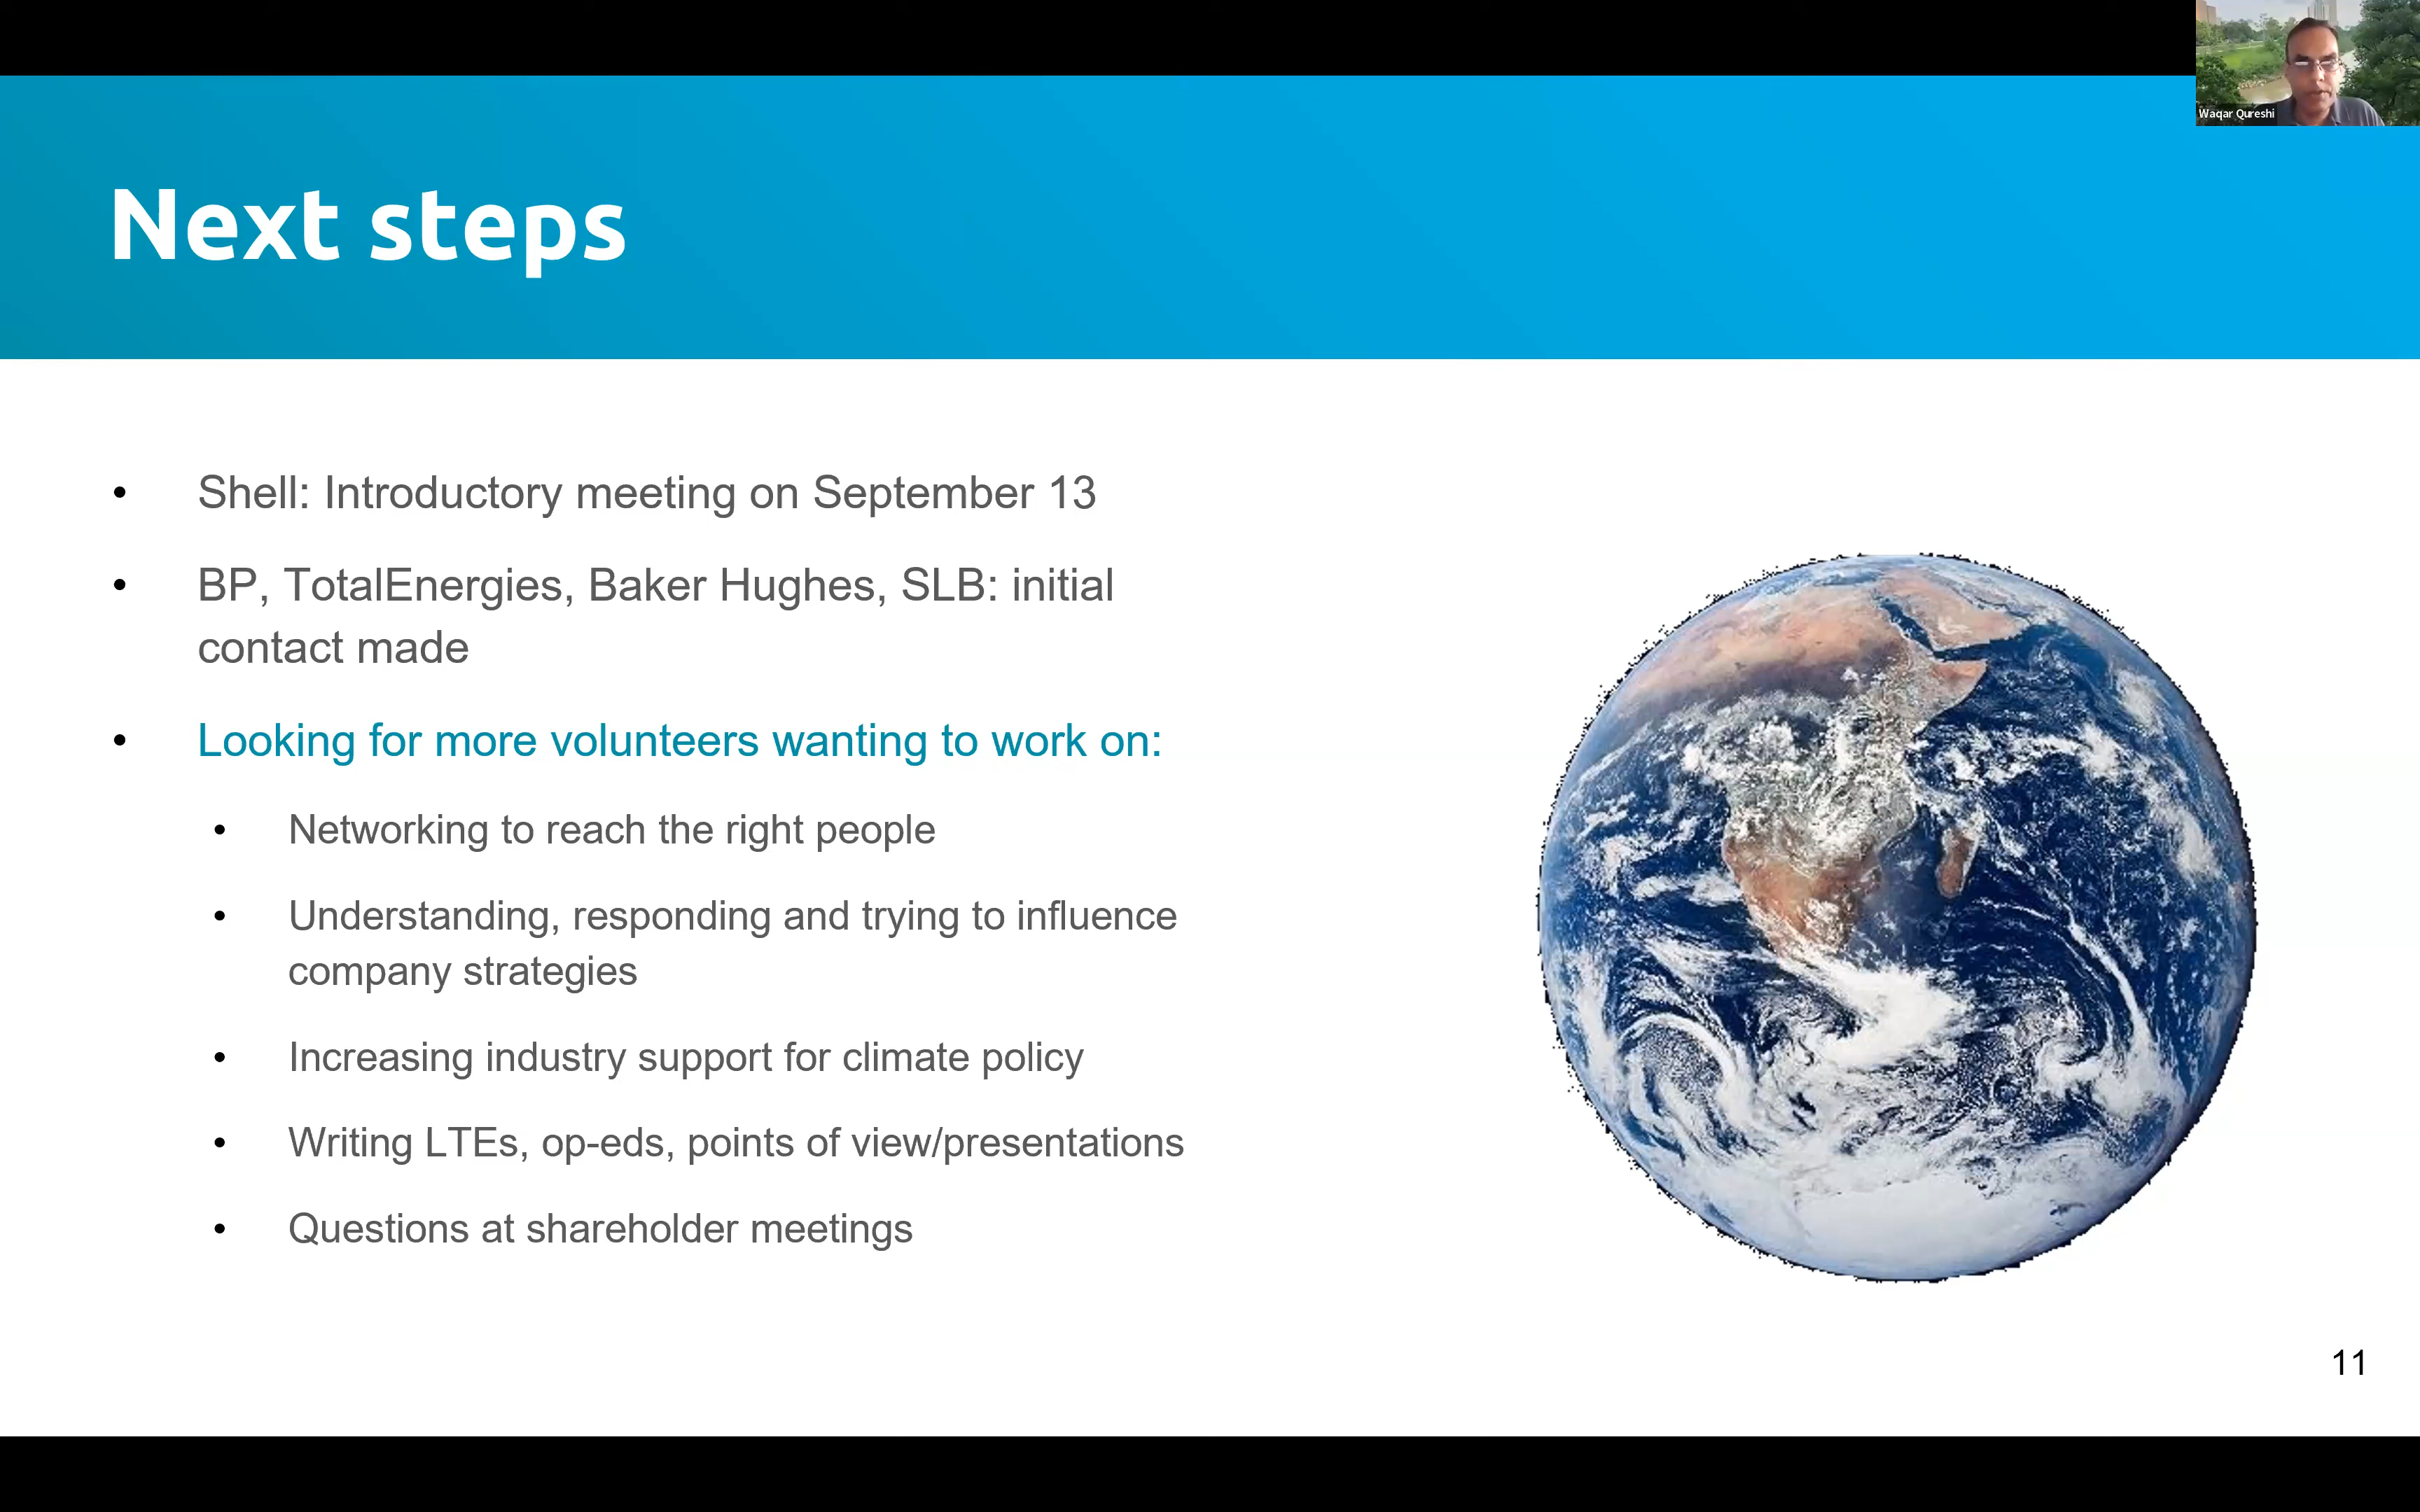 Waqar Qureshi
Next steps
• Shell: Introductory meeting on September 13
• BP, TotalEnergies, Baker Hughes, SLB: initial
contact made
• Looking for more volunteers wanting to work on:
• Networking to reach the right people
• Understanding, responding and trying to influence
company strategies
• Increasing industry support for climate policy
• Writing LTEs, op-eds, points of view/presentations
• Questions at shareholder meetings
11